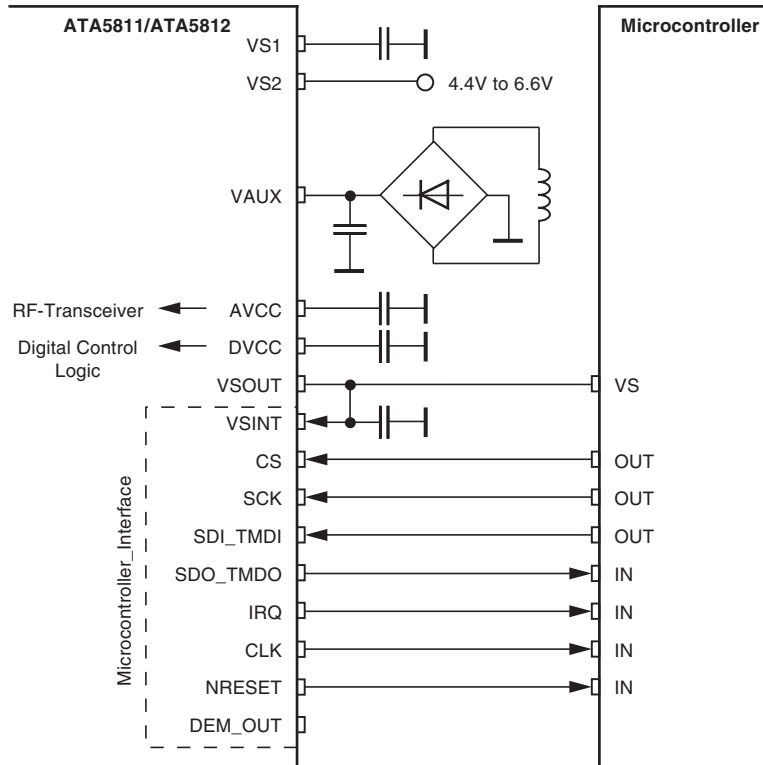 ATA5811/ATA5812
Microcontroller
VS1
VS2
4.4V to 6.6V
VAUX
RF-Transceiver
AVCC
Digital Control
Logic
DVCC
VSOUT
VS
VSINT
CS
OUT
SCK
OUT
SDI_TMDI
OUT
SDO_TMDO
IN
IRQ
IN
CLK
IN
NRESET
IN
DEM_OUT
Microcontroller_Interface